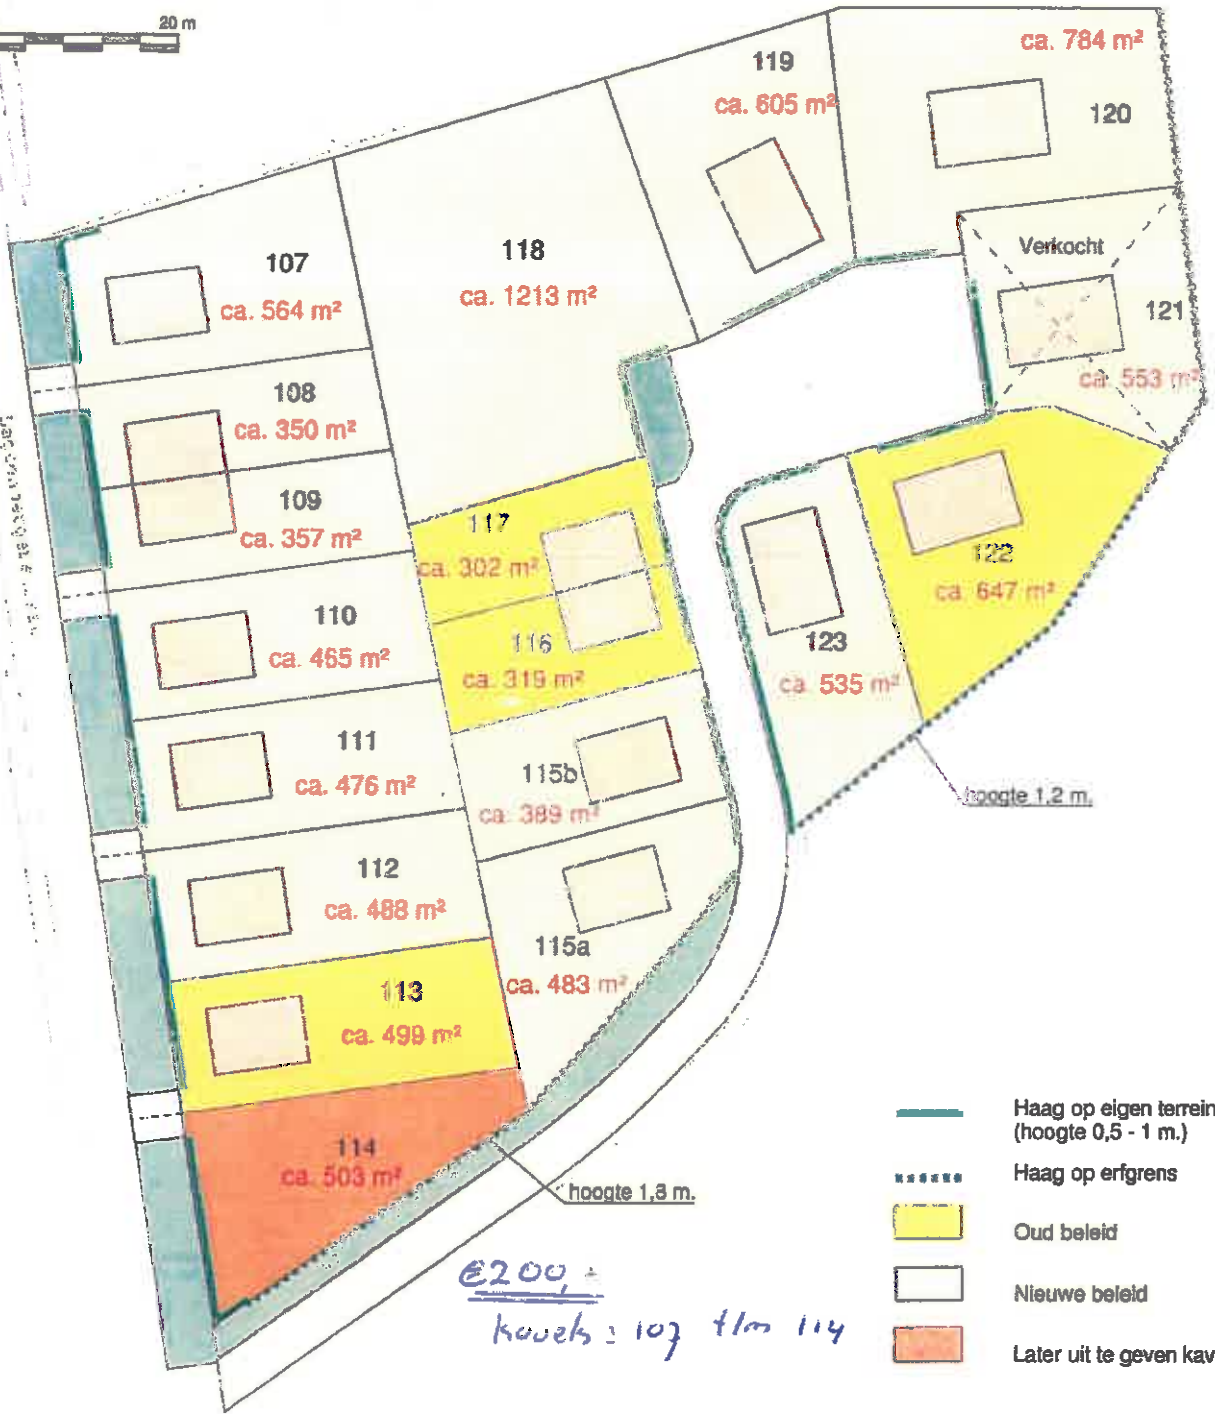 20 m
ca. 784 m²
119
ca. 605 m²
120
107
ca. 564 m²
118
ca. 1213 m²
Verkocht
121
ca. 553 m²
108
ca. 350 m²
109
ca. 357 m²
117
ca. 302 m²
122
ca. 647 m²
110
ca. 465 m²
116
ca. 319 m²
123
ca. 535 m²
111
ca. 476 m²
115b
ca. 389 m²
hoogte 1,2 m.
112
ca. 488 m²
115a
ca. 483 m²
113
ca. 499 m²
114
ca. 503 m²
hoogte 1,8 m.
Haag op eigen terrein
(hoogte 0,5 - 1 m.)
Haag op erfgrens
Oud beleid
Nieuwe beleid
Later uit te geven kav
€200,-
kavels : 107 t/m 114